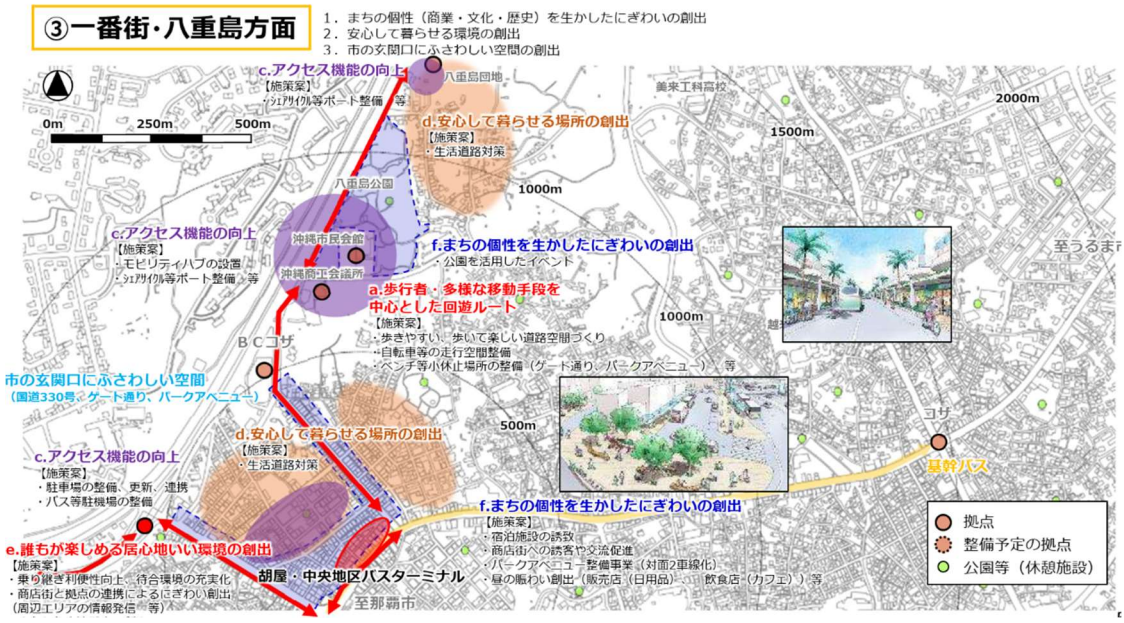 ③一番街・八重島方面
1．まちの個性（商業・文化・歴史）を生かしたにぎわいの創出
2．安心して暮らせる環境の創出
3．市の玄関口にふさわしい空間の創出
0m 250m 500m
c.アクセス機能の向上
【施策案】
・ｼｪｱｻｲｸﾙ等ポート整備　等
八重島団地
d.安心して暮らせる場所の創出
【施策案】
・生活道路対策
美来工科高校
2000m
1500m
1000m
八重島公園
c.アクセス機能の向上
【施策案】
・モビリティハブの設置
・ｼｪｱｻｲｸﾙ等ポート整備　等
沖縄市民会館
沖縄商工会議所
f.まちの個性を生かしたにぎわいの創出
・公園を活用したイベント
至うるま市
a.歩行者・多様な移動手段を
中心とした回遊ルート
【施策案】
・歩きやすい、歩いて楽しい道路空間づくり
・自転車等の走行空間整備
・ベンチ等小休止場所の整備（ゲート通り、パークアベニュー）　等
1000m
ＢＣコザ
市の玄関口にふさわしい空間
（国道330号、ゲート通り、パークアベニュー）
d.安心して暮らせる場所の創出
【施策案】
・生活道路対策
500m
コザ
基幹バス
c.アクセス機能の向上
【施策案】
・駐車場の整備、更新、連携
・バス等駐機場の整備
f.まちの個性を生かしたにぎわいの創出
【施策案】
・宿泊施設の誘致
・商店街への誘客や交流促進
・パークアベニュー整備事業（対面2車線化）
・昼の賑わい創出（販売店（日用品）、飲食店（カフェ））等
e.誰もが楽しめる居心地いい環境の創出
【施策案】
・乗り継ぎ利便性向上、待合環境の充実化
・商店街と拠点の連携によるにぎわい創出
（周辺エリアの情報発信　等）
胡屋・中央地区バスターミナル
至那覇市
拠点
整備予定の拠点
公園等（休憩施設）